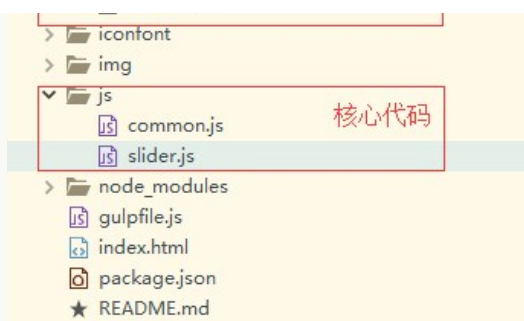 iconfont
img
js
核心代码
common.js
slider.js
node_modules
gulpfile.js
index.html
package.json
README.md